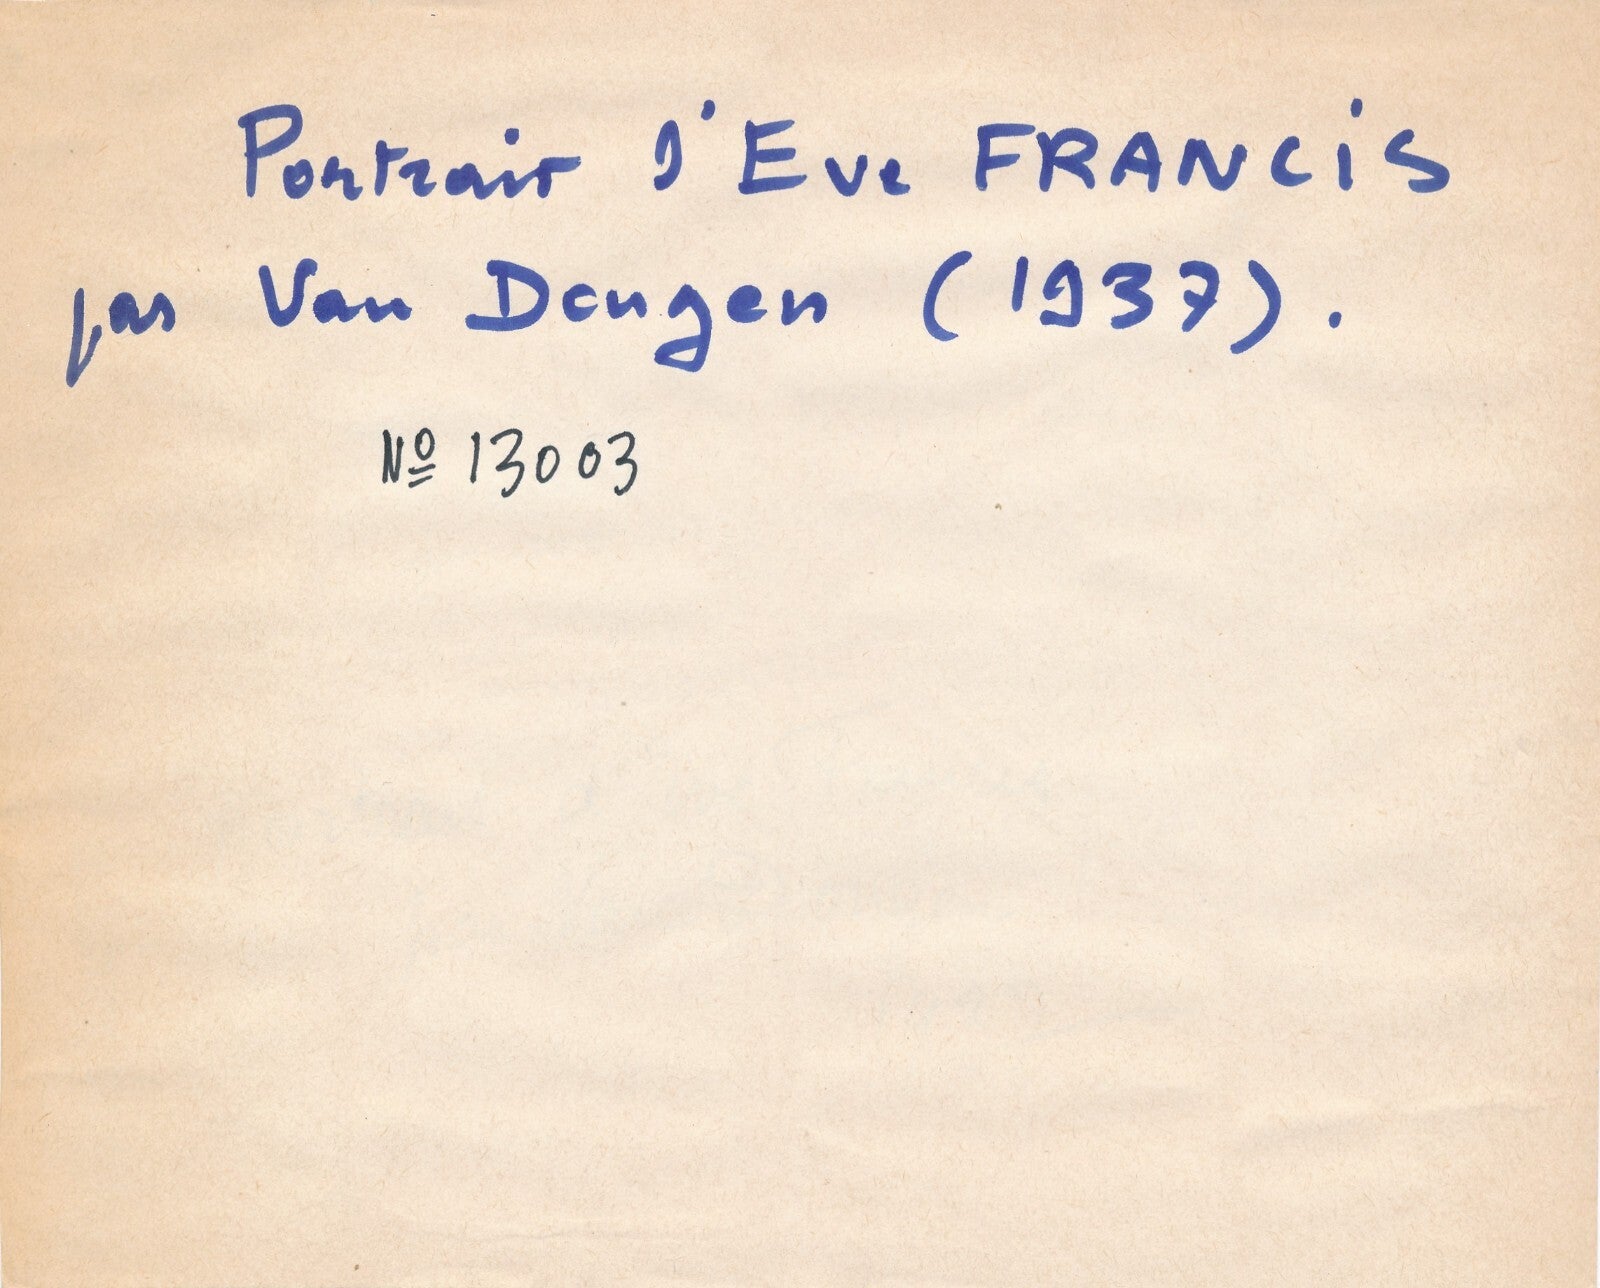 Portrait d'Eve FRANCIS
par Van Dongen (1937).
Nº 13003